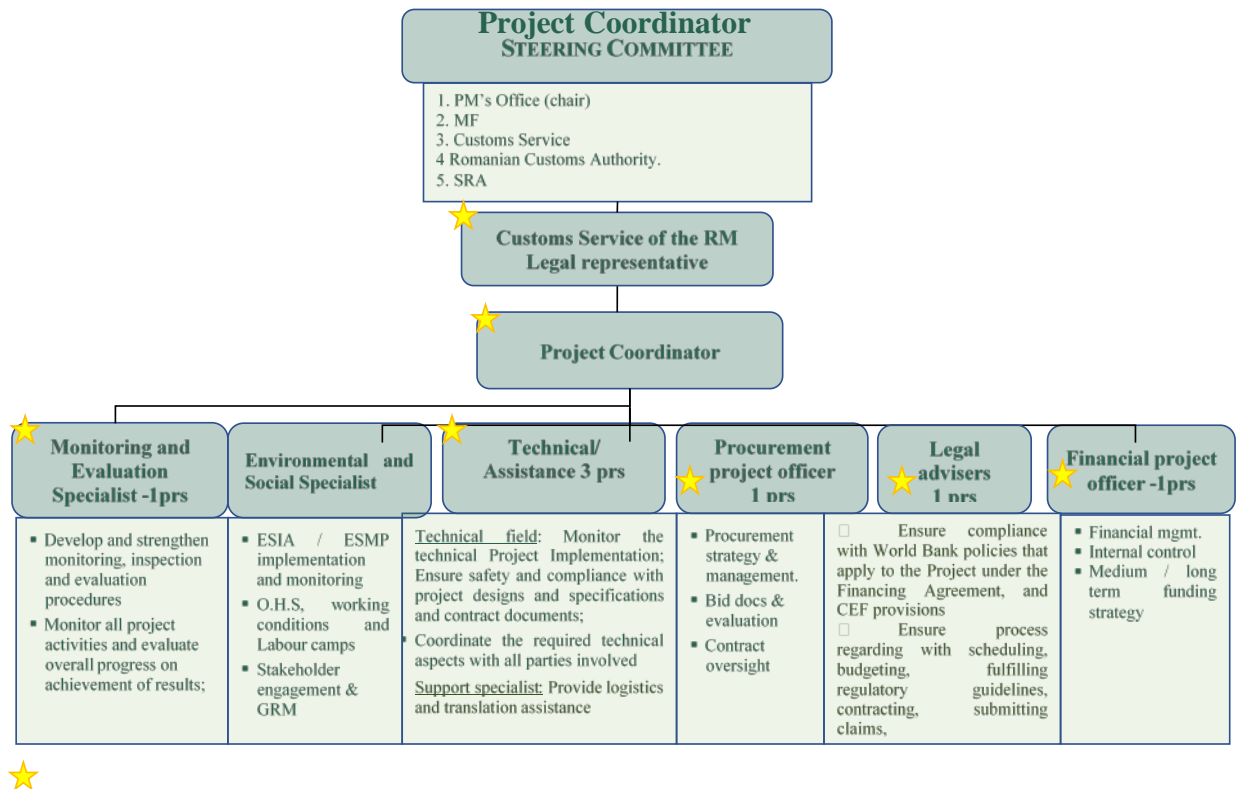 Project Coordinator
STEERING COMMITTEE
1. PM's Office (chair)
2. MF
3. Customs Service
4 Romanian Customs Authority.
5. SRA
Customs Service of the RM
Legal representative
Project Coordinator
Monitoring and
Evaluation
Specialist -1prs
▪ Develop and strengthen
monitoring, inspection
and evaluation
procedures
▪ Monitor all project
activities and evaluate
overall progress on
achievement of results;
Environmental and
Social Specialist
▪ ESIA / ESMP
implementation
and monitoring
▪ O.H.S, working
conditions and
Labour camps
▪ Stakeholder
engagement &
GRM
Technical/
Assistance 3 prs
Technical field: Monitor the
technical Project Implementation;
Ensure safety and compliance with
project designs and specifications
and contract documents;
▪ Coordinate the required technical
aspects with all parties involved
Support specialist: Provide logistics
and translation assistance
Procurement
project officer
1 prs
▪ Procurement
strategy &
management.
▪ Bid docs &
evaluation
▪ Contract
oversight
Legal
advisers
1 prs
□ Ensure compliance
with World Bank policies that
apply to the Project under the
Financing Agreement, and
CEF provisions
□ Ensure process
regarding with scheduling,
budgeting, fulfilling
regulatory guidelines,
contracting, submitting
claims,
Financial project
officer -1prs
▪ Financial mgmt.
▪ Internal control
▪ Medium / long
term funding
strategy